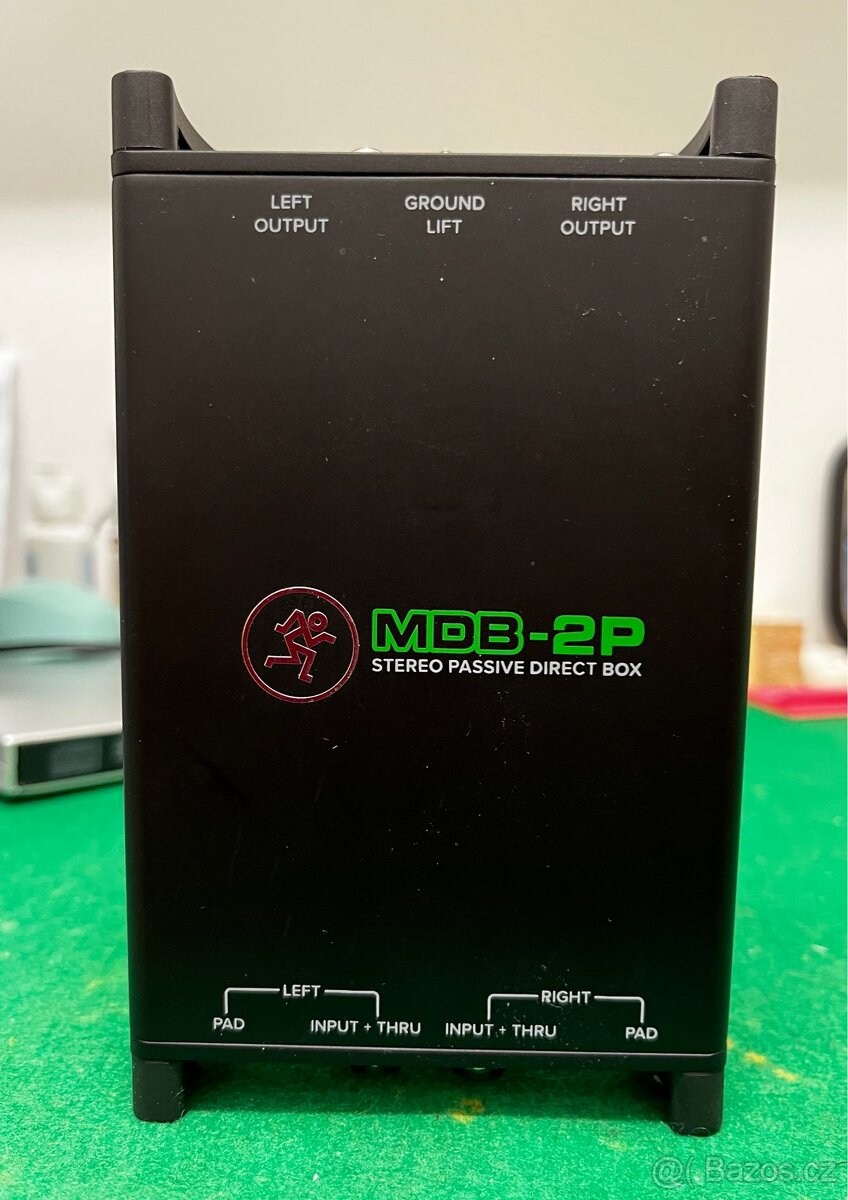 LEFT
OUTPUT
GROUND
LIFT
RIGHT
OUTPUT
MDB-2P
STEREO PASSIVE DIRECT BOX
LEFT
RIGHT
PAD
INPUT + THRU
INPUT + THRU
PAD
@( Bazos.cz